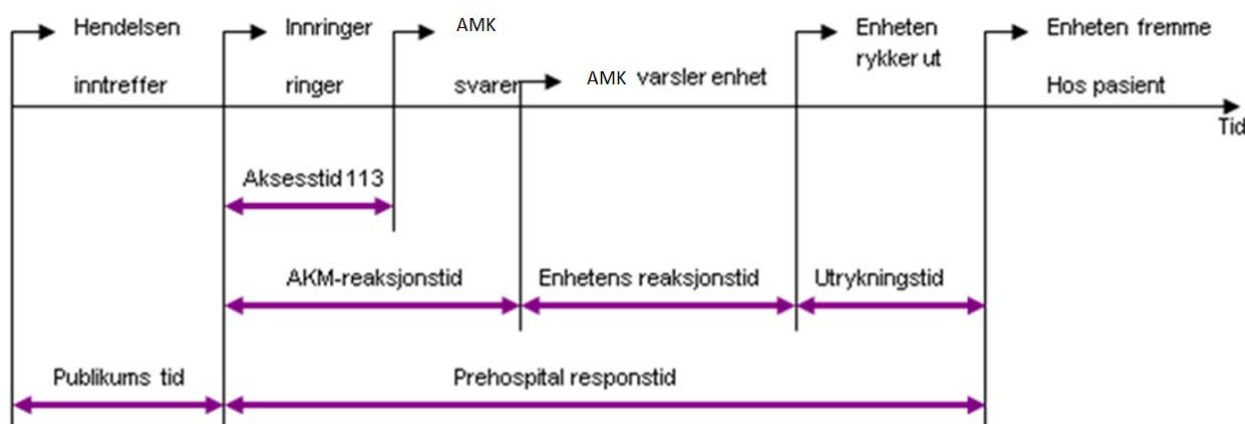 Hendelsen
inntreffer
Innringer
ringer
AMK
svarer
AMK varsler enhet
Enheten
rykker ut
Enheten fremme
Hos pasient
Tid
Aksesstid 113
AKM-reaksjonstid
Enhetens reaksjonstid
Utrykningstid
Publikums tid
Prehospital responstid